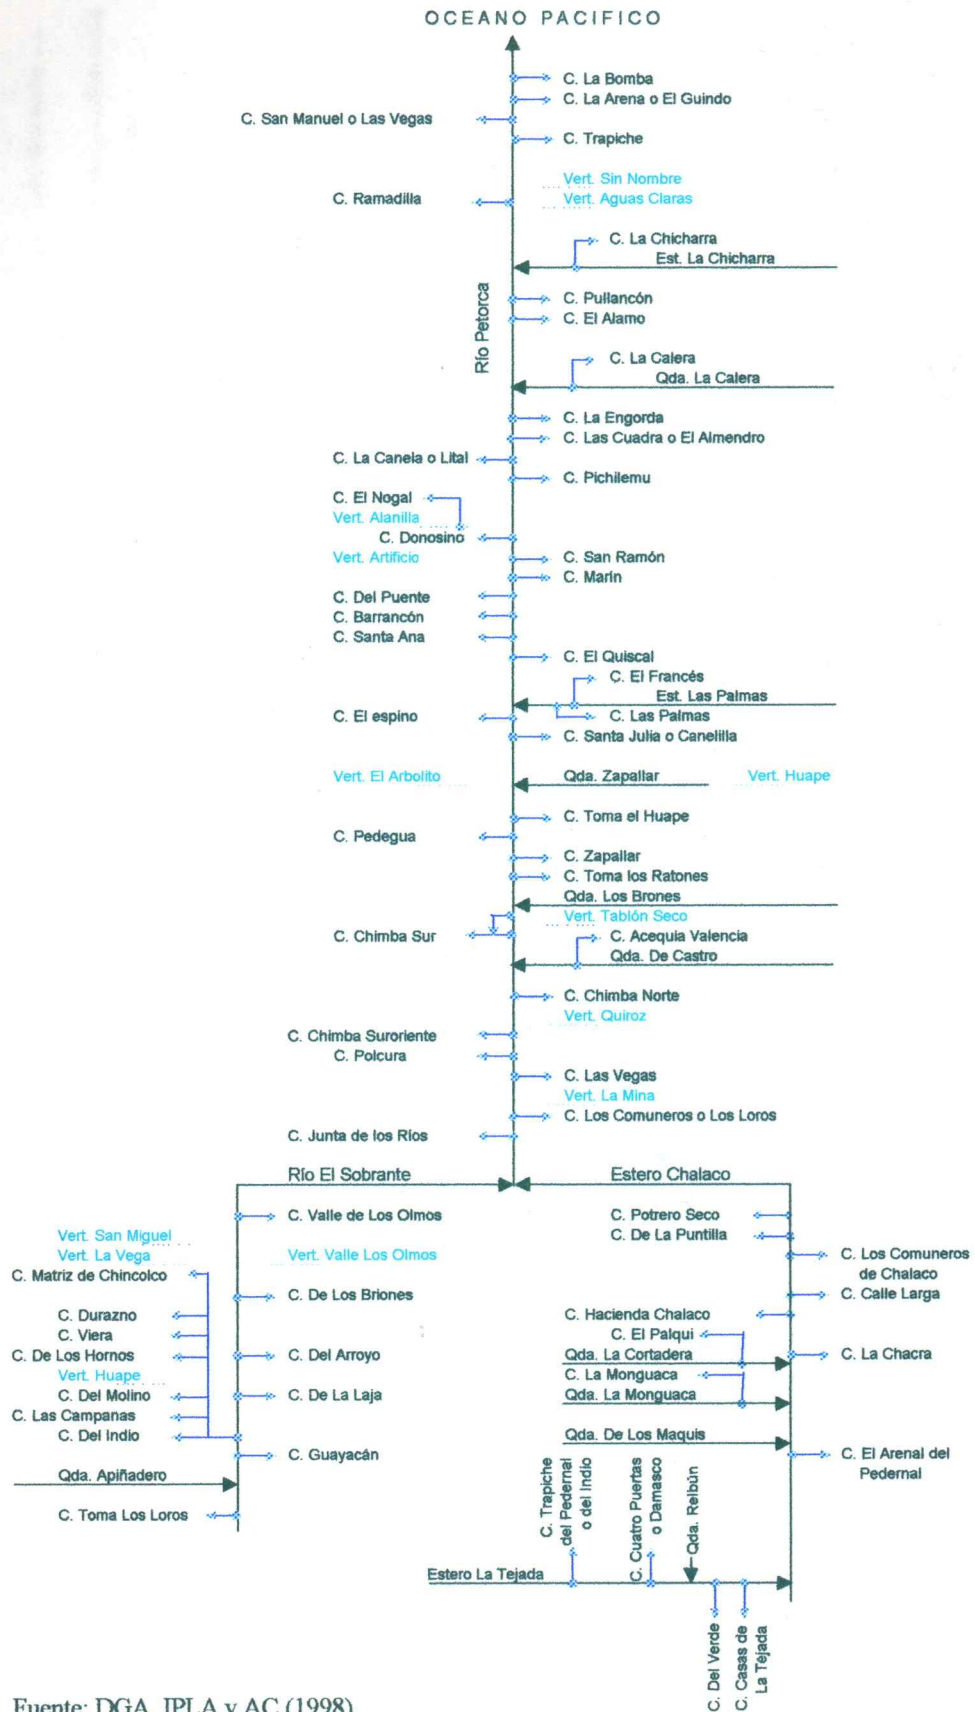 OCEANO PACIFICO
C. La Bomba
C. La Arena o El Guindo
C. San Manuel o Las Vegas
C. Trapiche
Vert. Sin Nombre
C. Ramadilla
Vert. Aguas Claras
C. La Chicharra
Est. La Chicharra
Río Petorca
C. Pullancón
C. El Alamo
C. La Calera
Qda. La Calera
C. La Engorda
C. Las Cuadra o El Almendro
C. La Canela o Lital
C. Pichilemu
C. El Nogal
Vert. Alanilla
C. Donosino
Vert. Artificio
C. San Ramón
C. Marín
C. Del Puente
C. Barrancón
C. Santa Ana
C. El Quiscal
C. El Francés
Est. Las Palmas
C. El espino
C. Las Palmas
C. Santa Julia o Canelilla
Vert. El Arbolito
Qda. Zapallar
Vert. Huape
C. Toma el Huape
C. Pedegua
C. Zapallar
C. Toma los Ratones
Qda. Los Brones
Vert. Tablón Seco
C. Chimba Sur
C. Acequia Valencia
Qda. De Castro
C. Chimba Norte
Vert. Quiroz
C. Chimba Suroriente
C. Polcura
C. Las Vegas
Vert. La Mina
C. Los Comuneros o Los Loros
C. Junta de los Ríos
Río El Sobrante
Estero Chalaco
C. Valle de Los Olmos
C. Potrero Seco
Vert. San Miguel
C. De La Puntilla
Vert. La Vega
Vert. Valle Los Olmos
C. Los Comuneros
de Chalaco
C. Matriz de Chincolco
C. De Los Briones
C. Calle Larga
C. Durazno
C. Hacienda Chalaco
C. Viera
C. El Palqui
C. De Los Hornos
C. Del Arroyo
Qda. La Cortadera
C. La Chacra
Vert. Huape
C. La Monguaca
C. Del Molino
C. De La Laja
Qda. La Monguaca
C. Las Campanas
C. Del Indio
Qda. De Los Maquis
C. Guayacán
C. El Arenal del
Pedernal
Qda. Apiñadero
C. Toma Los Loros
C. Trapiche
del Pedernal
o del Indio
C. Cuatro Puertas
o Damasco
Qda. Relbún
Estero La Tejada
C. Del Verde
C. Casas de
La Tejada
Fuente: DGA, IPLA y AC (1998)